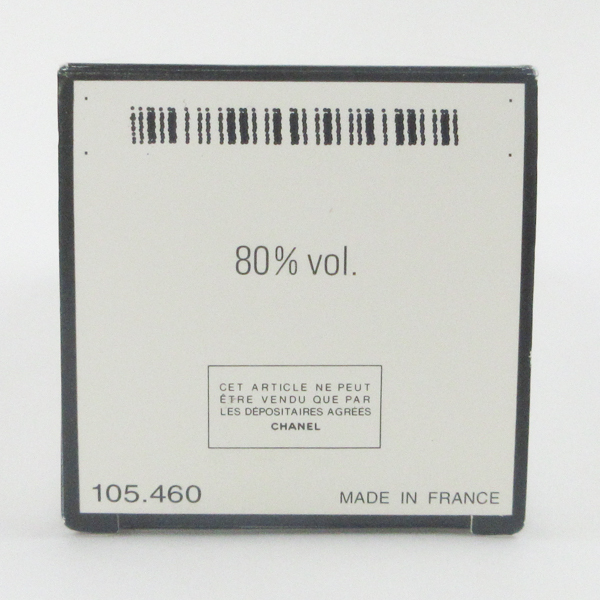 80% vol.
CET ARTICLE NE PEUT
ÊTRE VENDU QUE PAR
LES DÉPOSITAIRES AGRÉES
CHANEL
105.460
MADE IN FRANCE